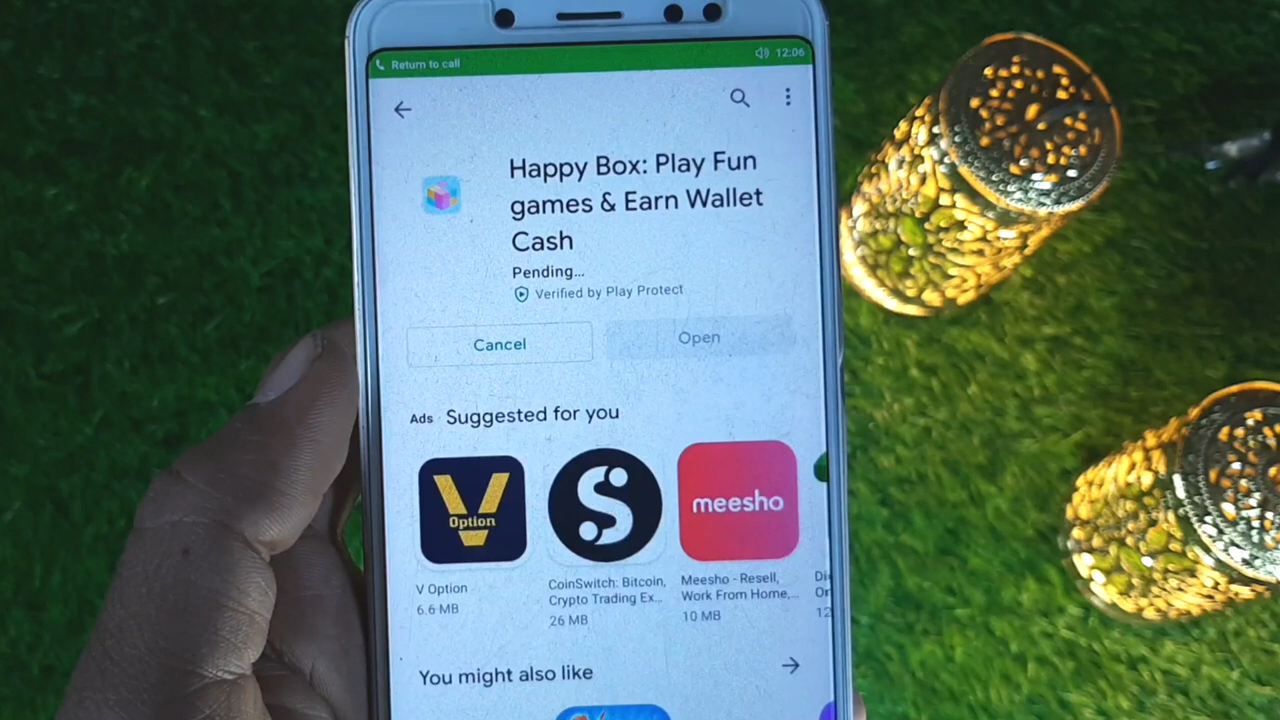 Return to call
12:06
Happy Box: Play Fun
games & Earn Wallet
Cash
Pending...
Verified by Play Protect
Cancel
Open
Ads · Suggested for you
V
Option
S
meesho
V Option
6.6 MB
CoinSwitch: Bitcoin,
Crypto Trading Ex...
26 MB
Meesho - Resell,
Work From Home,...
10 MB
You might also like